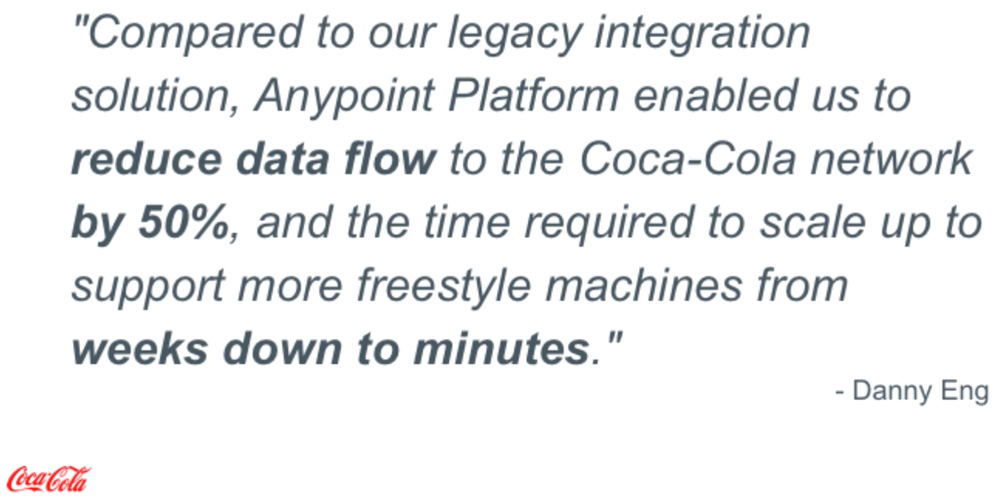 "Compared to our legacy integration
solution, Anypoint Platform enabled us to
reduce data flow to the Coca-Cola network
by 50%, and the time required to scale up to
support more freestyle machines from
weeks down to minutes."
- Danny Eng
Coca-Cola